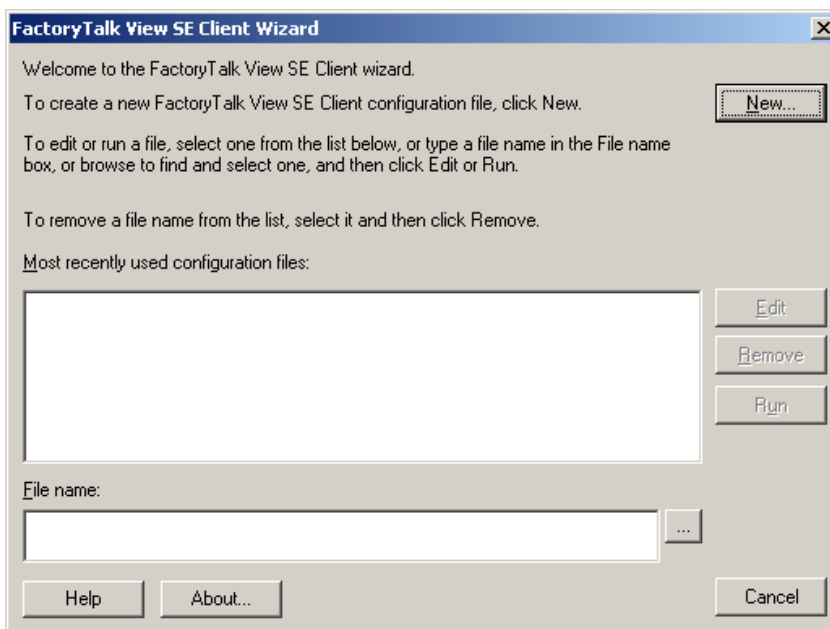 FactoryTalk View SE Client Wizard
Welcome to the FactoryTalk View SE Client wizard.
To create a new FactoryTalk View SE Client configuration file, click New.
New...
To edit or run a file, select one from the list below, or type a file name in the File name
box, or browse to find and select one, and then click Edit or Run.
To remove a file name from the list, select it and then click Remove.
Most recently used configuration files:
Edit
Remove
Run
File name:
...
Help
About...
Cancel